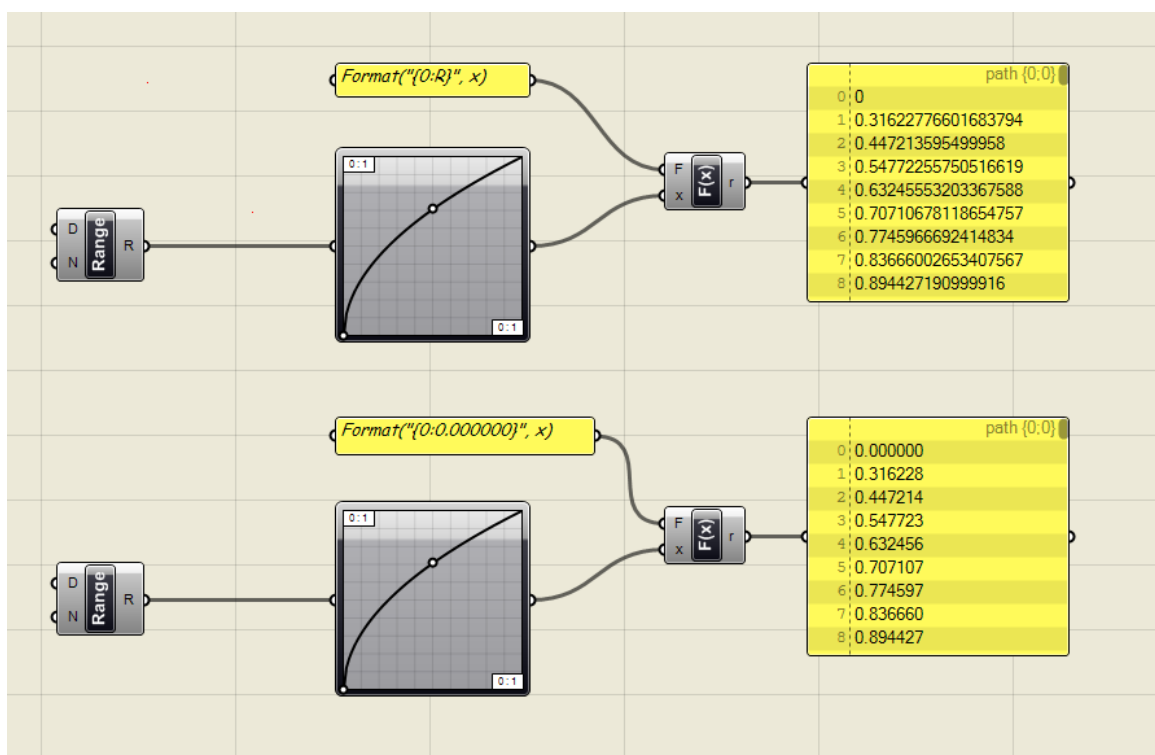 Format("{0:R}", x)
path {0;0}
0 0
1 0.31622776601683794
2 0.447213595499958
3 0.54772255750516619
4 0.63245553203367588
5 0.70710678118654757
6 0.7745966692414834
7 0.83666002653407567
8 0.894427190999916
0:1
0:1
D
N
Range
R
F
x
F(x)
r
Format("{0:0.000000}", x)
path {0;0}
0 0.000000
1 0.316228
2 0.447214
3 0.547723
4 0.632456
5 0.707107
6 0.774597
7 0.836660
8 0.894427
0:1
0:1
D
N
Range
R
F
x
F(x)
r